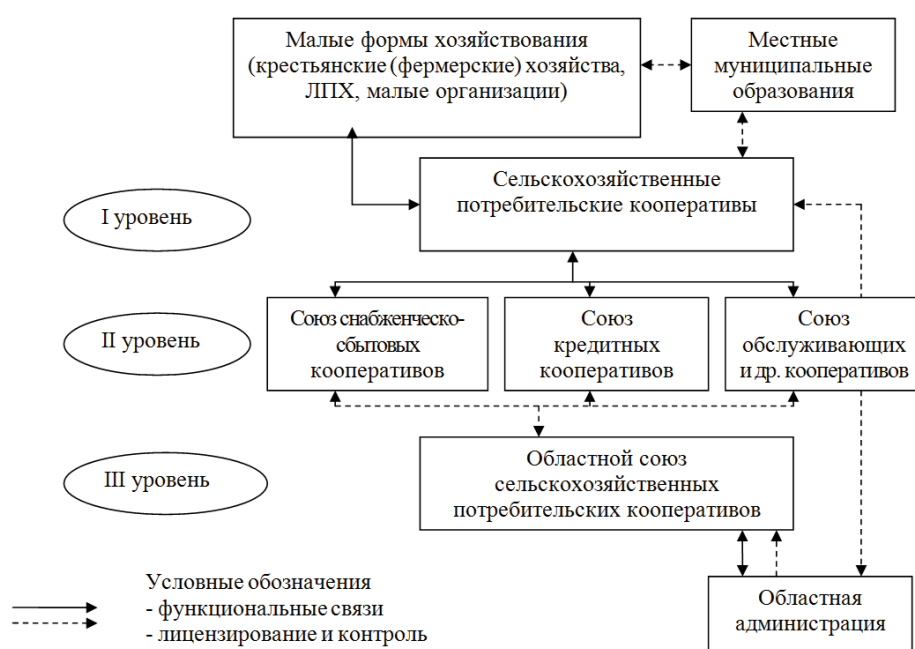 Малые формы хозяйствования
(крестьянские (фермерские) хозяйства,
ЛПХ, малые организации)
Местные
муниципальные
образования
Сельскохозяйственные
потребительские кооперативы
I уровень
Союз снабженческо-
сбытовых
кооперативов
Союз
кредитных
кооперативов
Союз
обслуживающих
и др. кооперативов
II уровень
Областной союз
сельскохозяйственных
потребительских кооперативов
III уровень
Областная
администрация
Условные обозначения
- функциональные связи
- лицензирование и контроль